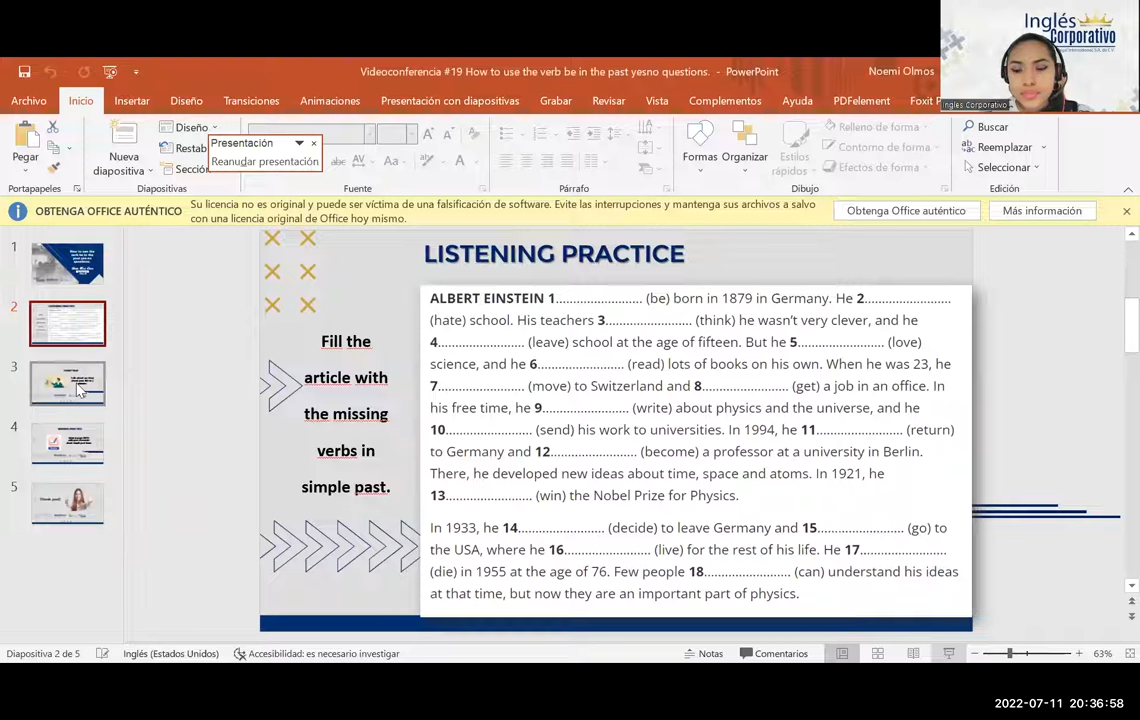 Inglés
Corporativo
Inglés Corporativo
Videoconferencia #19 How to use the verb be in the past yesno questions. - PowerPoint
Noemi Olmos
Archivo Inicio Insertar Diseño Transiciones Animaciones Presentación con diapositivas Grabar Revisar Vista Complementos Ayuda PDFelement Foxit
Pegar
Nueva
diapositiva
Diseño
Presentación
Reanudar presentación
Aa
A
Formas
Organizar
Estilos
rápidos
Relleno de forma
Contorno de forma
Efectos de forma
Buscar
Reemplazar
Seleccionar
Portapapeles Diapositivas Fuente Párrafo Dibujo Edición
OBTENGA OFFICE AUTÉNTICO
Su licencia no es original y puede ser víctima de una falsificación de software. Evite las interrupciones y mantenga sus archivos a salvo
con una licencia original de Office hoy mismo.
Obtenga Office auténtico
Más información
1
2
3
4
5
LISTENING PRACTICE
Fill the
article with
the missing
verbs in
simple past.
ALBERT EINSTEIN 1........................ (be) born in 1879 in Germany. He 2........................
(hate) school. His teachers 3........................ (think) he wasn't very clever, and he
4........................ (leave) school at the age of fifteen. But he 5........................ (love)
science, and he 6........................ (read) lots of books on his own. When he was 23, he
7........................ (move) to Switzerland and 8........................ (get) a job in an office. In
his free time, he 9........................ (write) about physics and the universe, and he
10........................ (send) his work to universities. In 1994, he 11........................ (return)
to Germany and 12........................ (become) a professor at a university in Berlin.
There, he developed new ideas about time, space and atoms. In 1921, he
13........................ (win) the Nobel Prize for Physics.
In 1933, he 14........................ (decide) to leave Germany and 15........................ (go) to
the USA, where he 16........................ (live) for the rest of his life. He 17........................
(die) in 1955 at the age of 76. Few people 18........................ (can) understand his ideas
at that time, but now they are an important part of physics.
Diapositiva 2 de 5
Inglés (Estados Unidos)
Accesibilidad: es necesario investigar
Notas
Comentarios
63%
2022-07-11 20:36:58